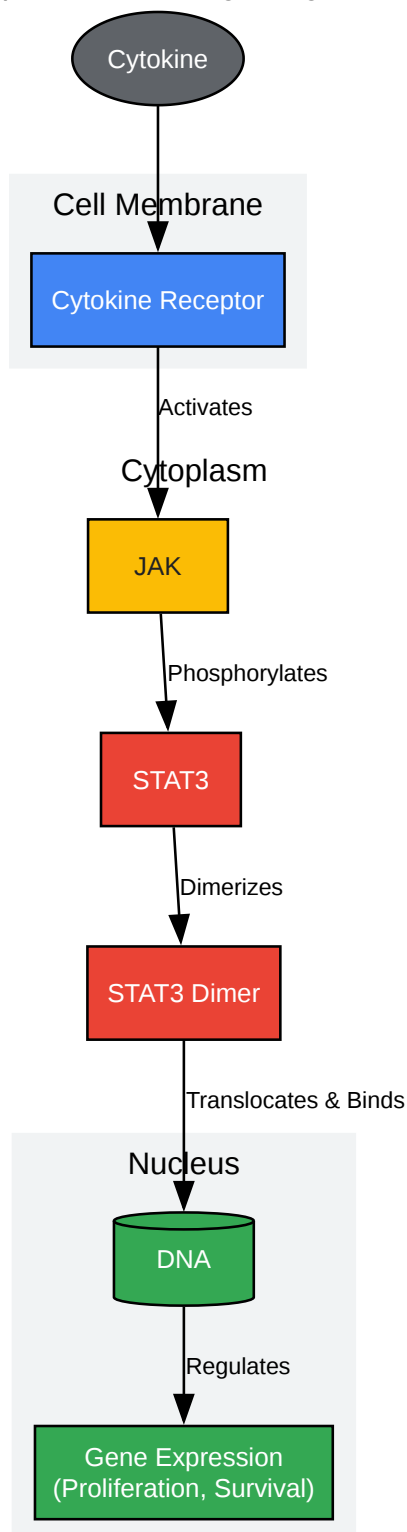 Cytokine
Cell Membrane
Cytokine Receptor
Activates
Cytoplasm
JAK
Phosphorylates
STAT3
Dimerizes
STAT3 Dimer
Translocates & Binds
Nucleus
DNA
Regulates
Gene Expression
(Proliferation, Survival)